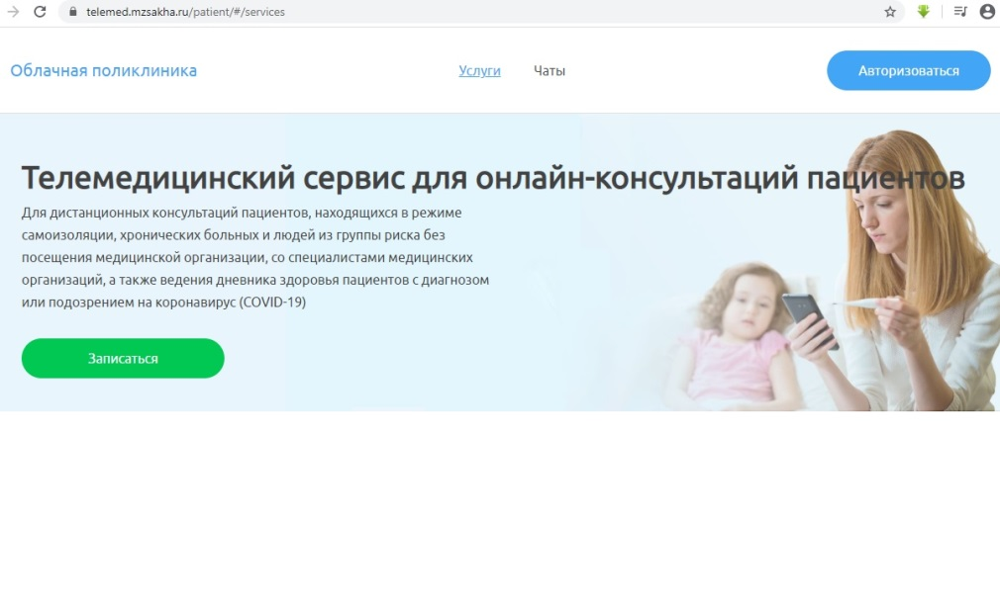 telemed.mzsakha.ru/patient/#/services
Облачная поликлиника
Услуги
Чаты
Авторизоваться
Телемедицинский сервис для онлайн-консультаций пациентов
Для дистанционных консультаций пациентов, находящихся в режиме
самоизоляции, хронических больных и людей из группы риска без
посещения медицинской организации, со специалистами медицинских
организаций, а также ведения дневника здоровья пациентов с диагнозом
или подозрением на коронавирус (COVID-19)
Записаться